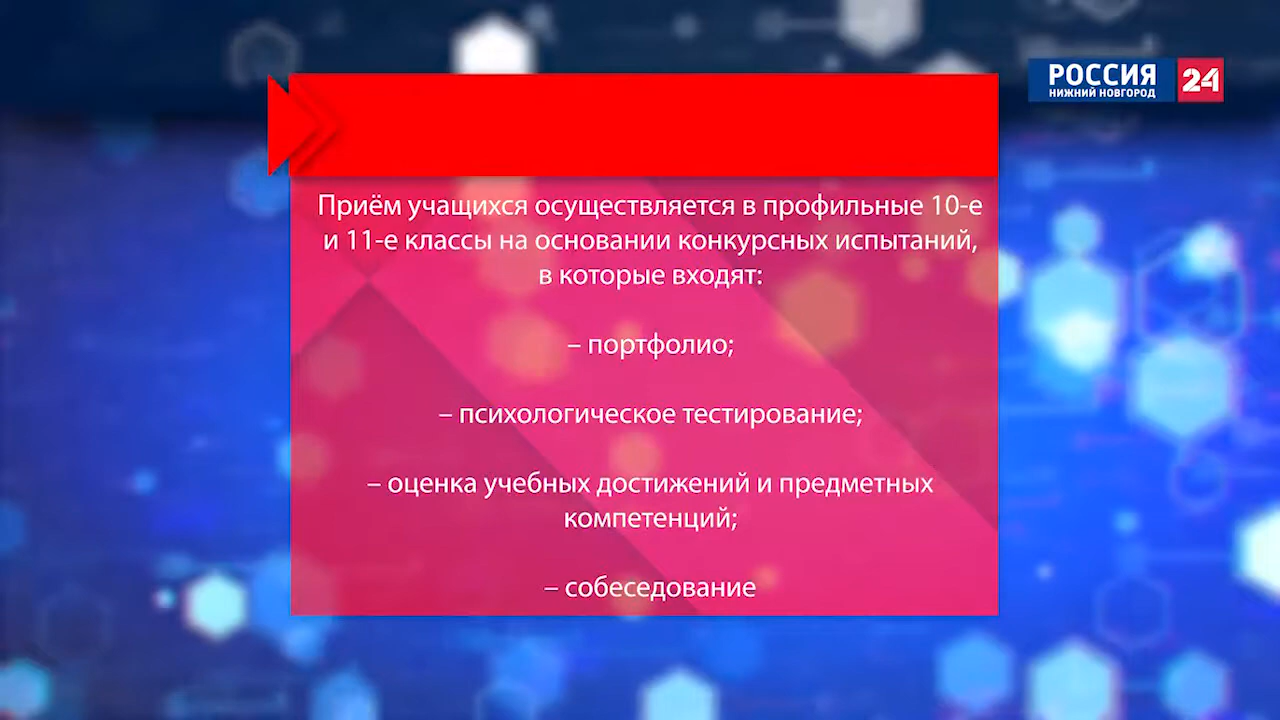 РОССИЯ 24
НИЖНИЙ НОВГОРОД
Приём учащихся осуществляется в профильные 10-е
и 11-е классы на основании конкурсных испытаний,
в которые входят:
– портфолио;
– психологическое тестирование;
– оценка учебных достижений и предметных
компетенций;
– собеседование